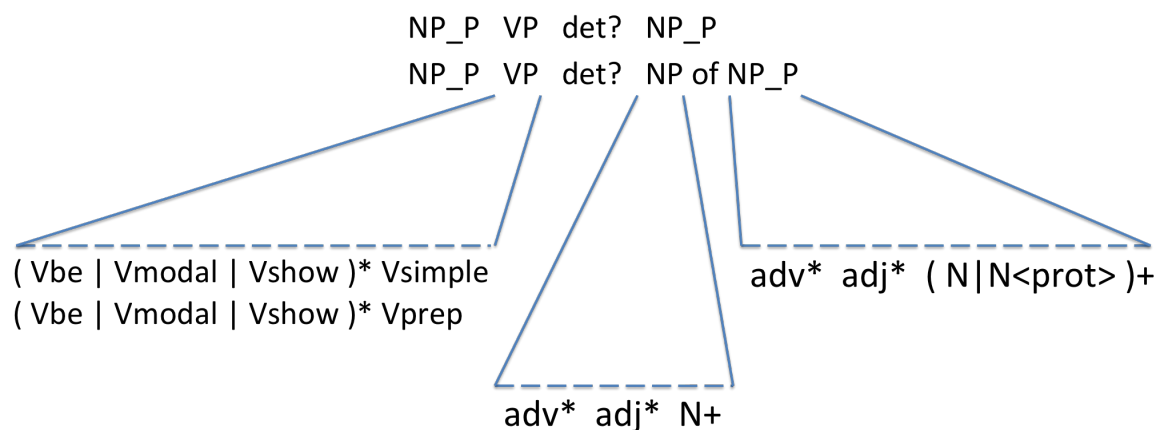 NP_P VP det? NP_P
NP_P VP det? NP of NP_P
( Vbe | Vmodal | Vshow )* Vsimple
( Vbe | Vmodal | Vshow )* Vprep
adv* adj* ( N|N<prot> )+
adv* adj* N+